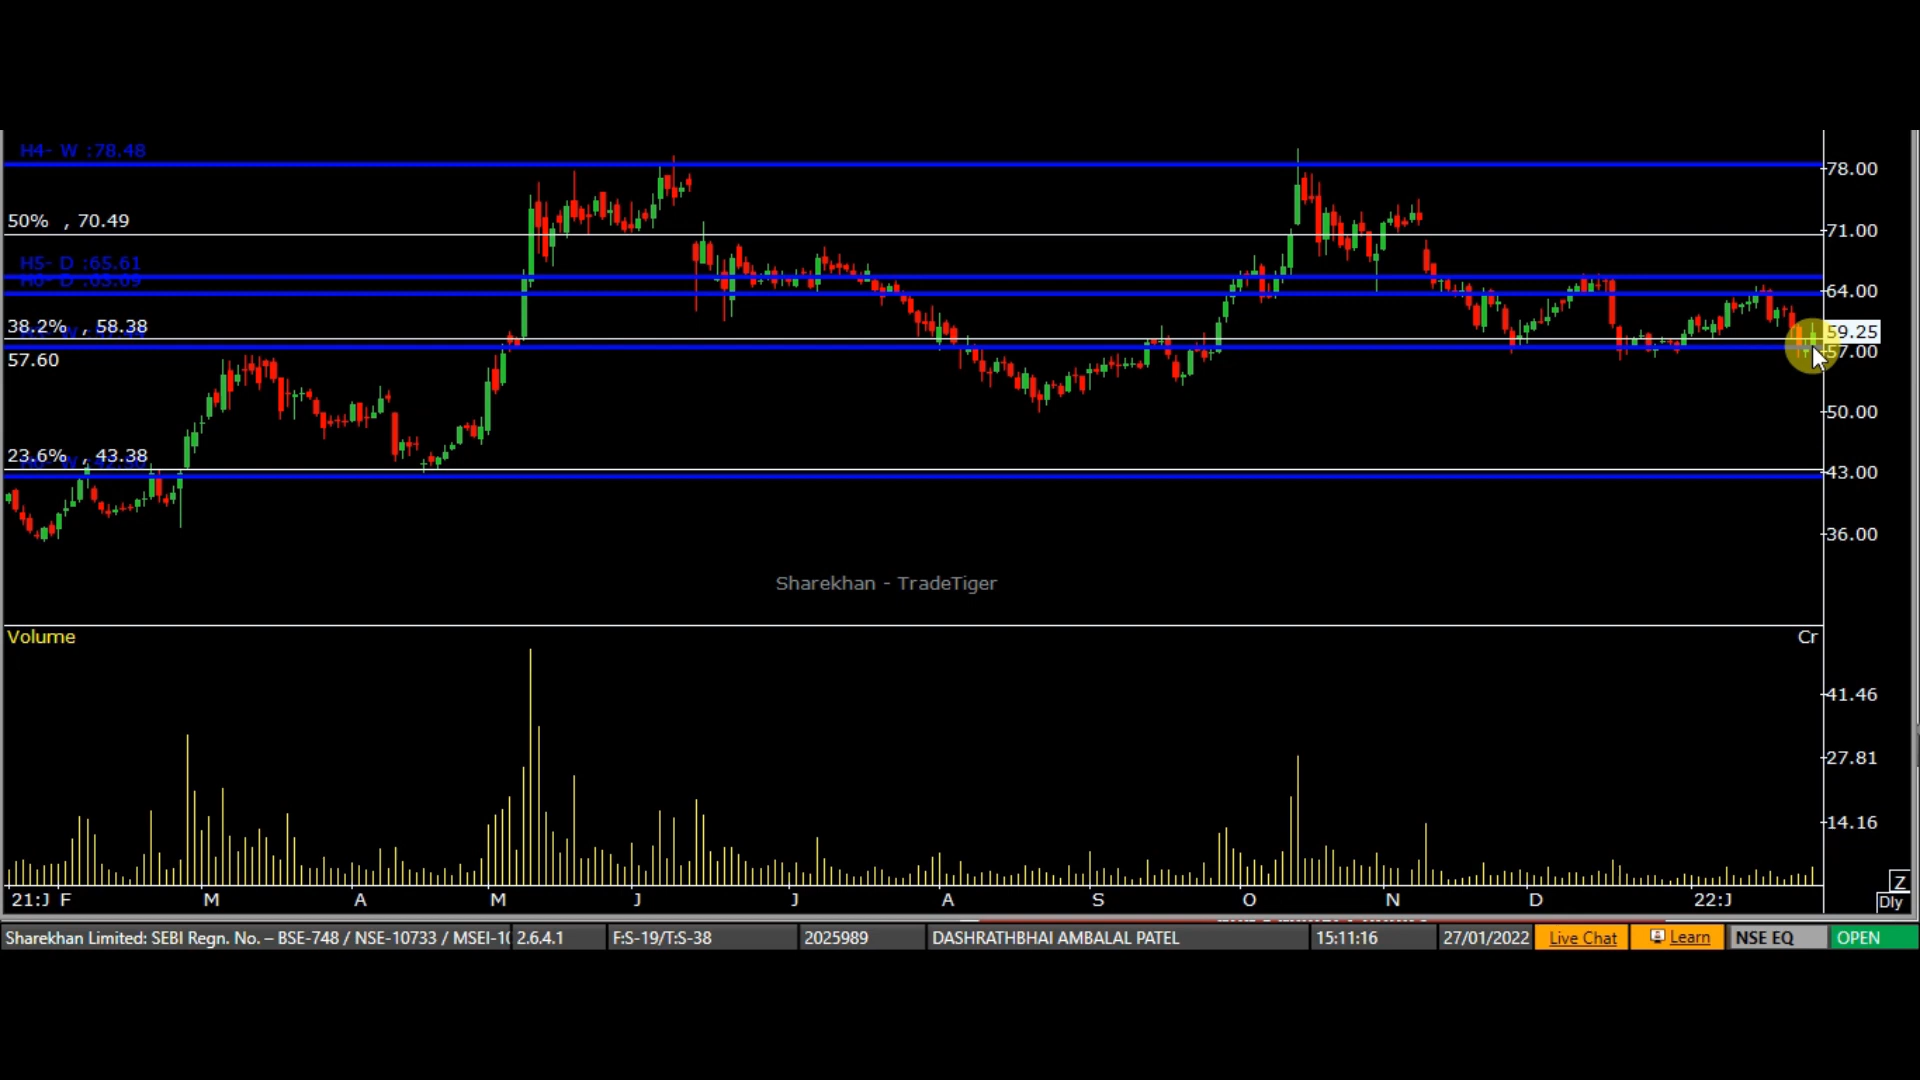 H4- W :78.48
78.00
50% , 70.49
71.00
H5- D :65.61
64.00
38.2% , 58.38
59.25
57.60
57.00
50.00
23.6% , 43.38
43.00
36.00
Sharekhan - TradeTiger
Volume
Cr
41.46
27.81
14.16
Z
21:J F M A M J J A S O N D 22:J
Dly
Sharekhan Limited: SEBI Regn. No. – BSE-748 / NSE-10733 / MSEI-10 2.6.4.1 F:S-19/T:S-38 2025989 DASHRATHBHAI AMBALAL PATEL 15:11:16 27/01/2022 Live Chat Learn NSE EQ OPEN